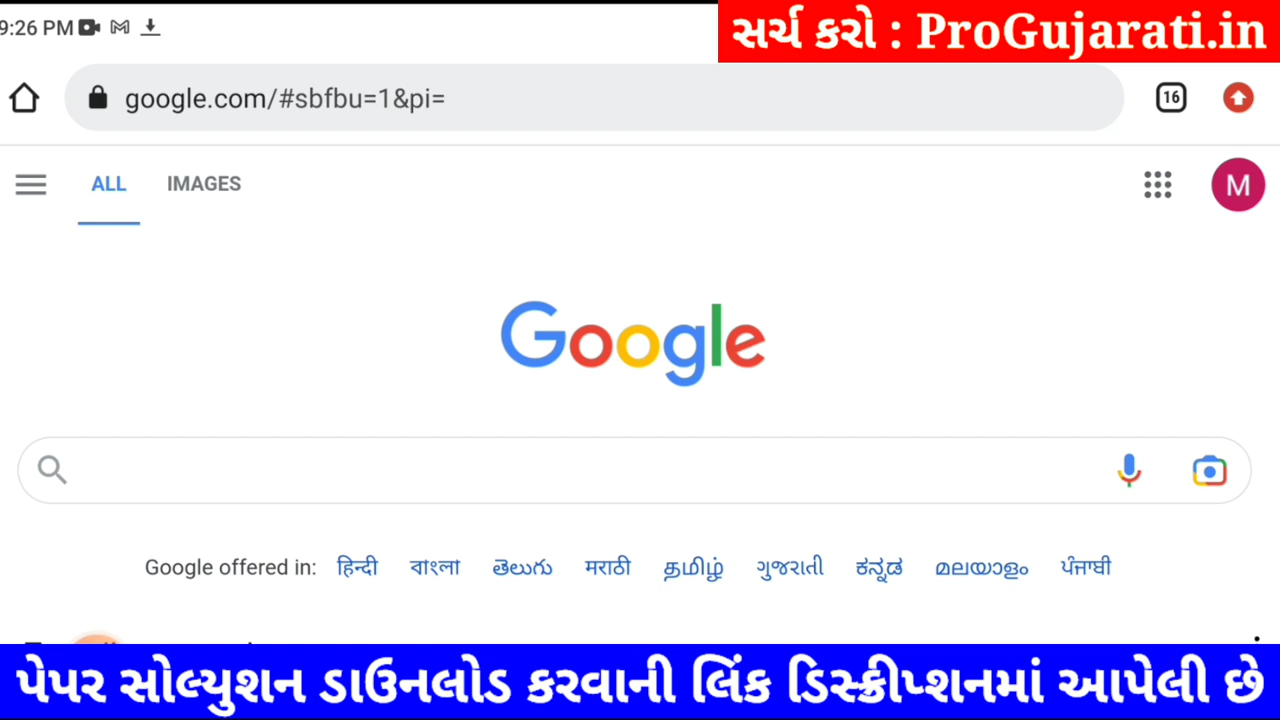 9:26 PM
સર્ચ કરો : ProGujarati.in
google.com/#sbfbu=1&pi=
16
ALL IMAGES
M
Google
Google offered in: हिन्दी বাংলা తెలుగు मराठी தமிழ் ગુજરાતી ಕನ್ನಡ മലയാളം ਪੰਜਾਬੀ
પેપર સોલ્યુશન ડાઉનલોડ કરવાની લિંક ડિસ્ક્રીપ્શનમાં આપેલી છે